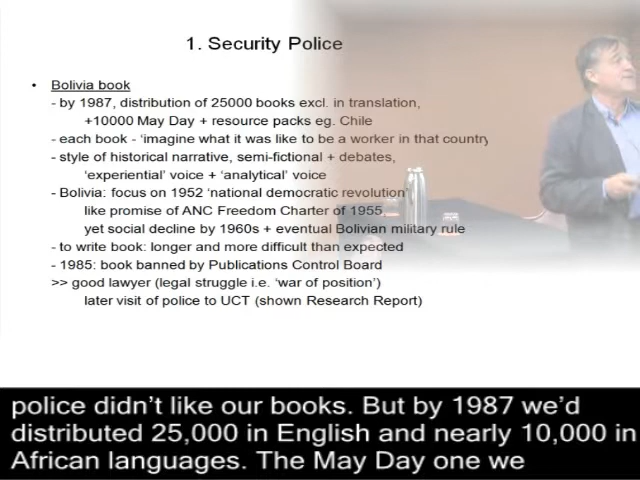 1. Security Police
• Bolivia book
- by 1987, distribution of 25000 books excl. in translation,
+10000 May Day + resource packs eg. Chile
- each book - ‘imagine what it was like to be a worker in that country
- style of historical narrative, semi-fictional + debates,
‘experiential’ voice + ‘analytical’ voice
- Bolivia: focus on 1952 ‘national democratic revolution’
like promise of ANC Freedom Charter of 1955,
yet social decline by 1960s + eventual Bolivian military rule
- to write book: longer and more difficult than expected
- 1985: book banned by Publications Control Board
>> good lawyer (legal struggle i.e. ‘war of position’)
later visit of police to UCT (shown Research Report)
police didn’t like our books. But by 1987 we’d
distributed 25,000 in English and nearly 10,000 in
African languages. The May Day one we